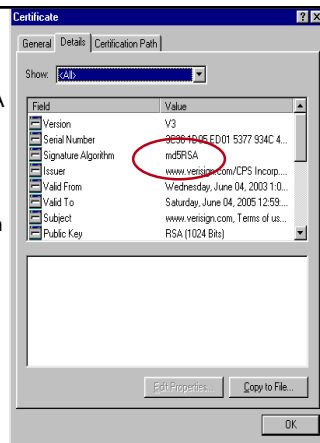 Certificate
General Details Certification Path
Show: <All>
Field Value
Version V3
Serial Number
Signature Algorithm md5RSA
Issuer www.verisign.com/CPS Incorp....
Valid From Wednesday, June 04, 2003 1:0...
Valid To Saturday, June 04, 2005 12:59:...
Subject www.verisign.com, Terms of us...
Public Key RSA (1024 Bits)
Edit Properties... Copy to File...
OK